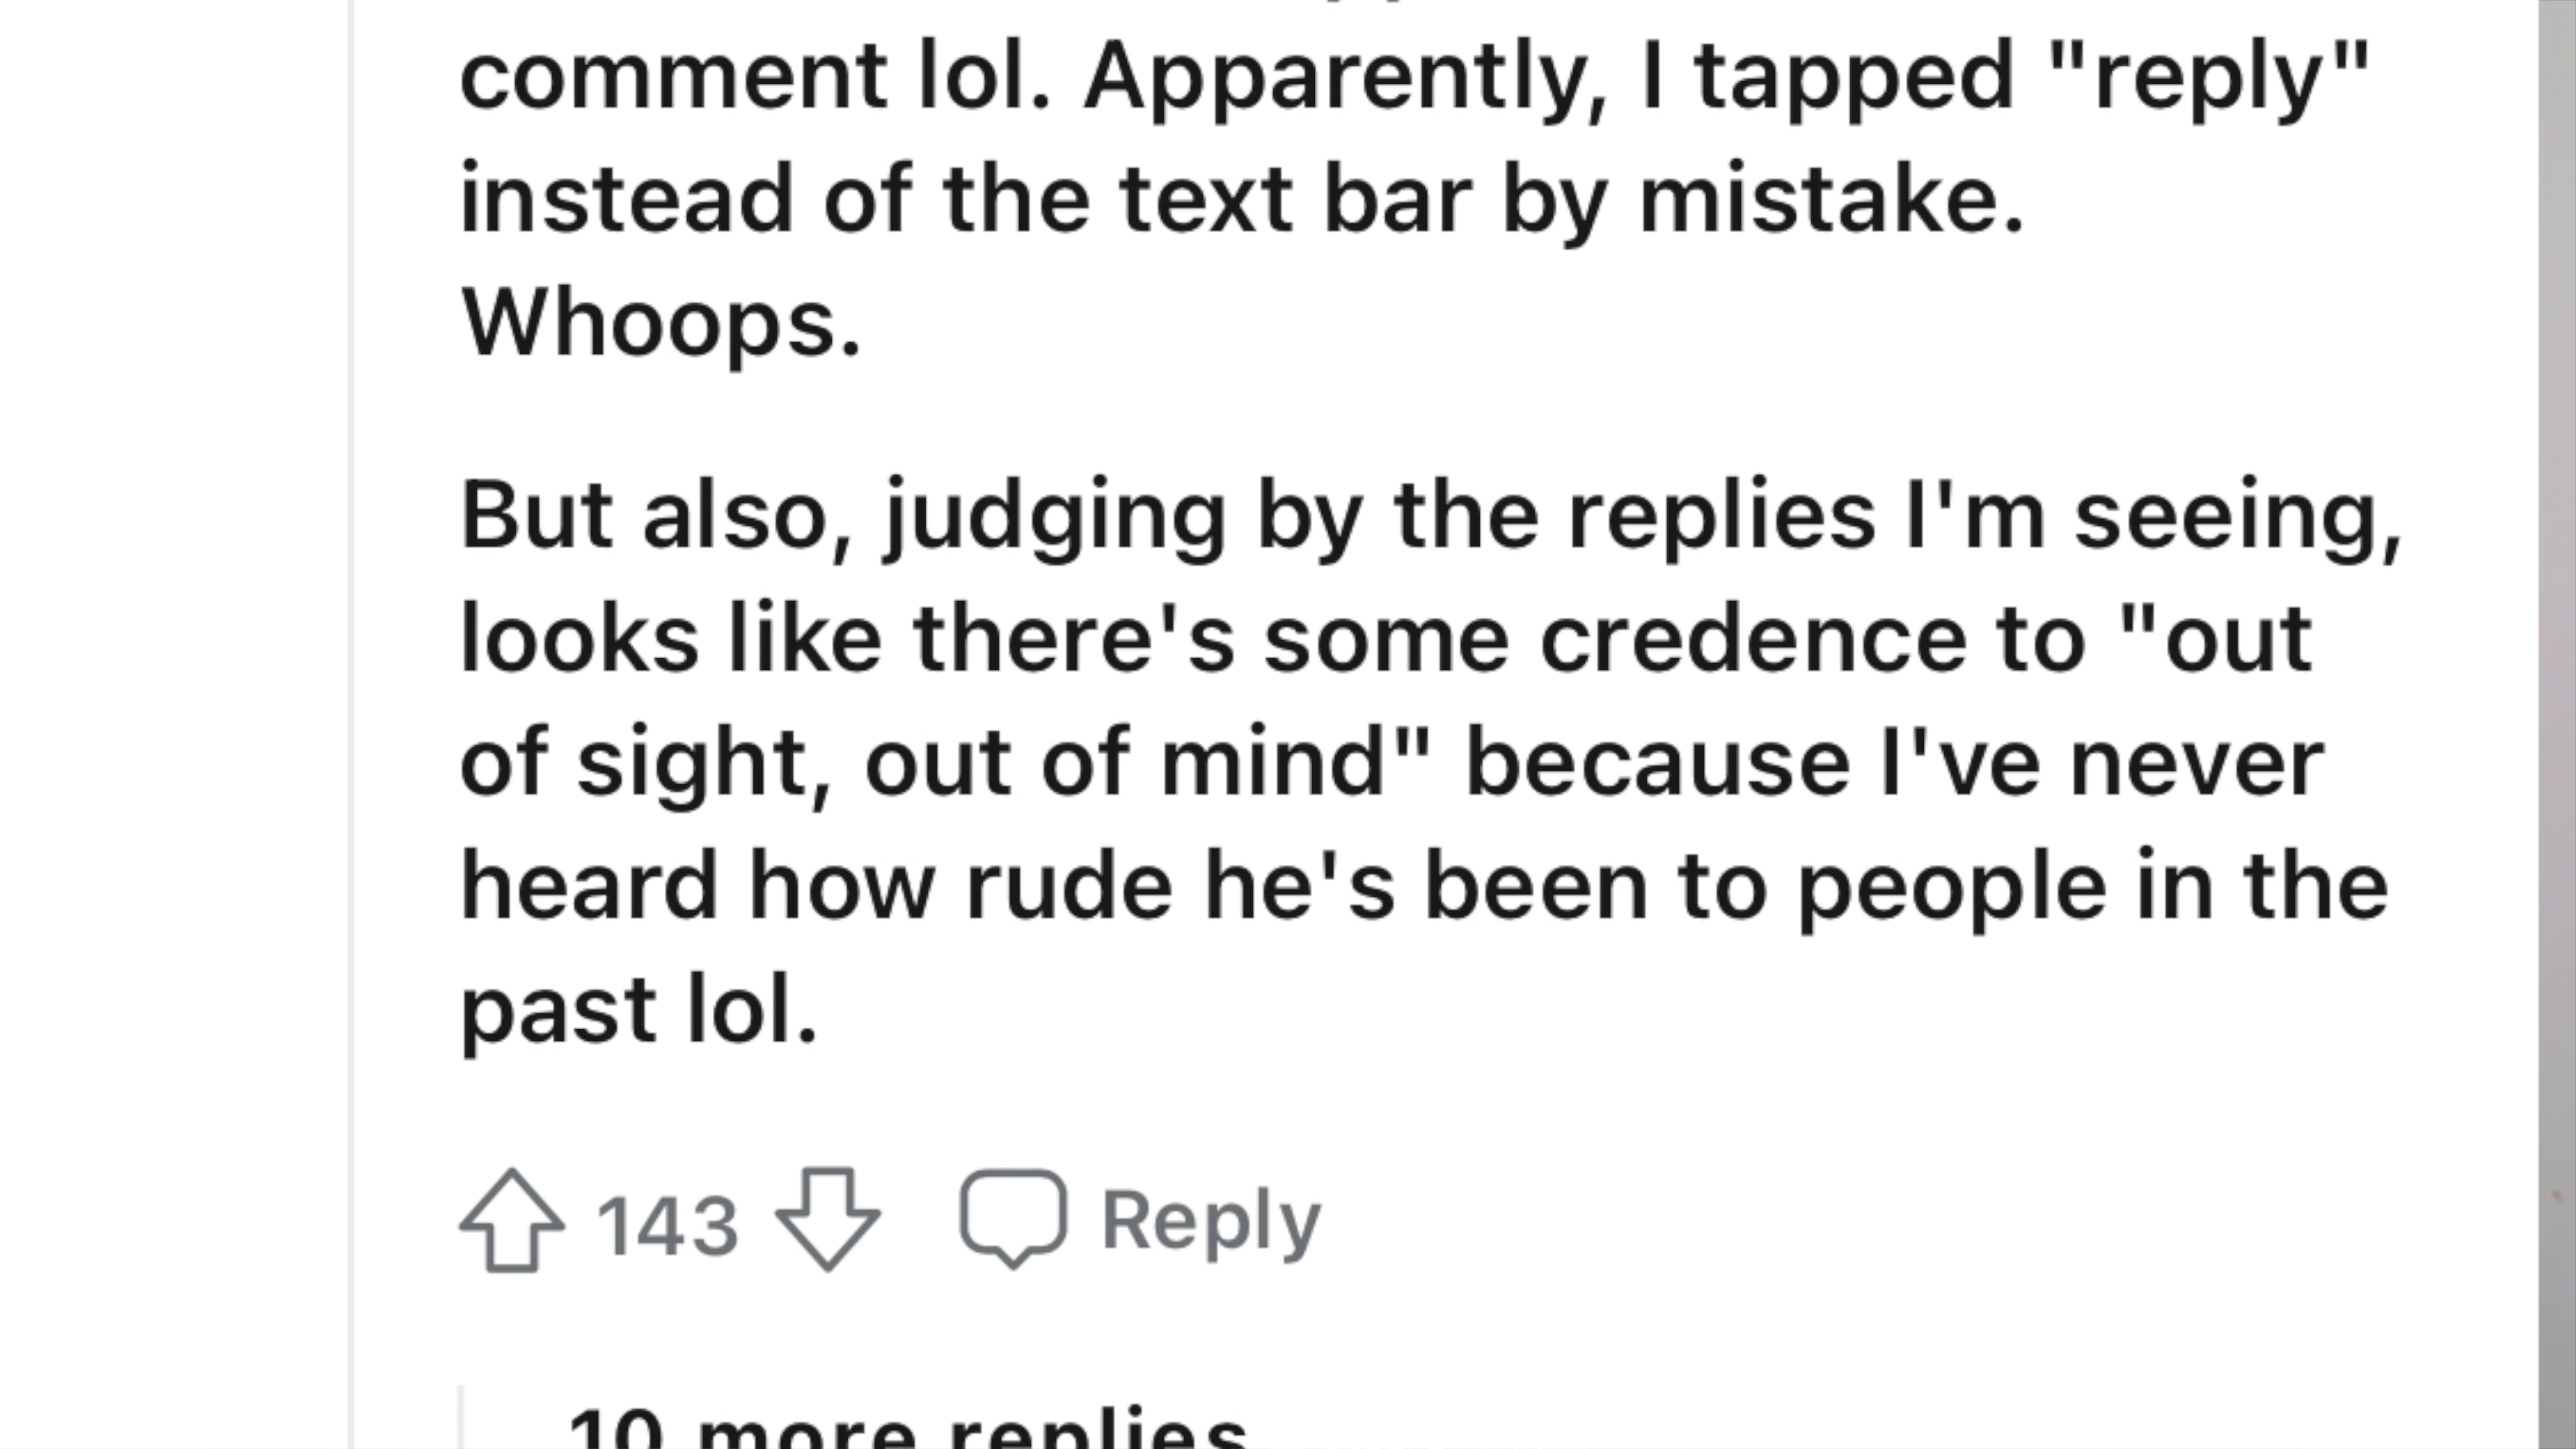 comment lol. Apparently, I tapped "reply"
instead of the text bar by mistake.
Whoops.
But also, judging by the replies I'm seeing,
looks like there's some credence to "out
of sight, out of mind" because I've never
heard how rude he's been to people in the
past lol.
143 Reply
10 more replies